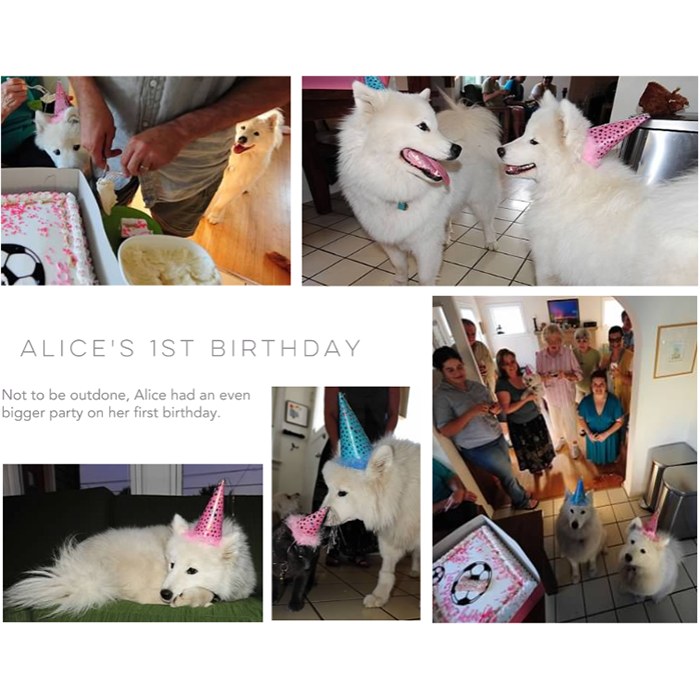 ALICE'S 1ST BIRTHDAY
Not to be outdone, Alice had an even
bigger party on her first birthday.